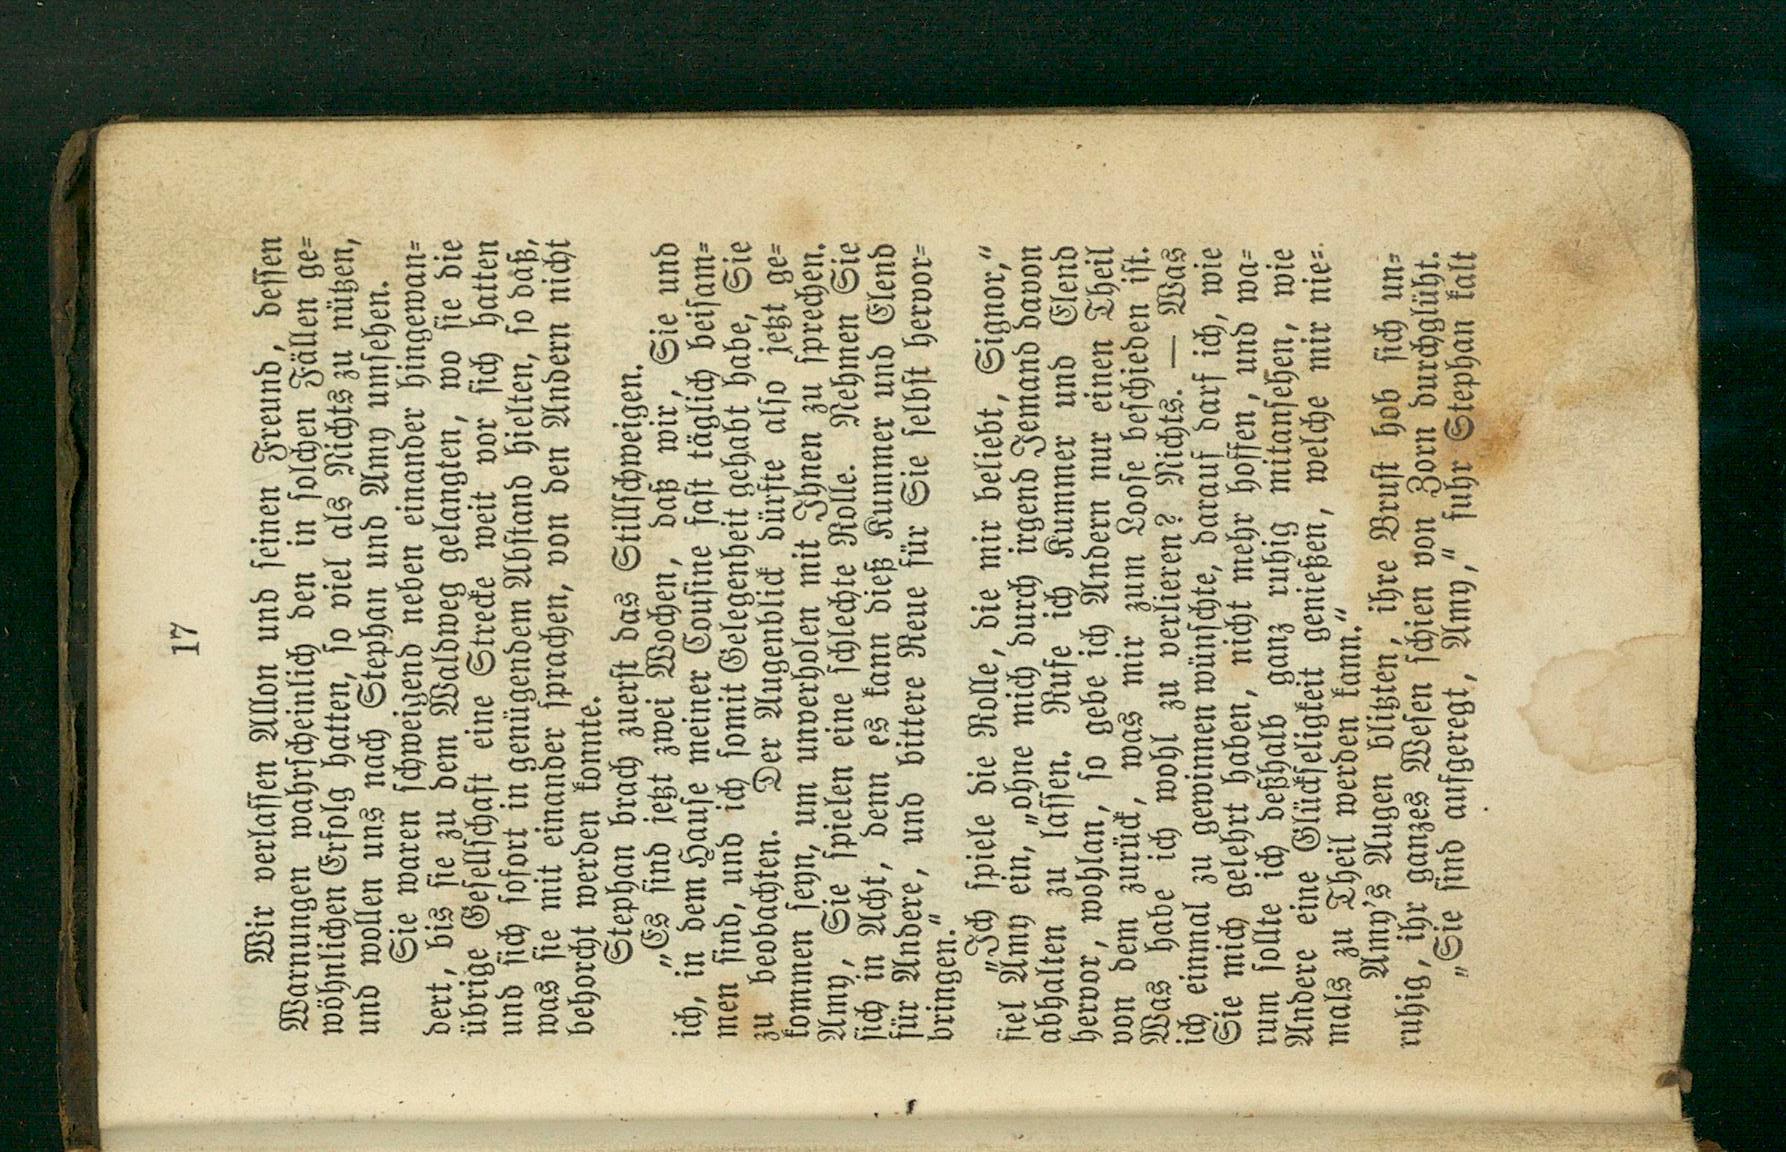 17
Wir verlassen Allon und seinen Freund, dessen
Warnungen wahrscheinlich den in solchen Fällen ge=
wöhnlichen Erfolg hatten, so viel als Nichts zu nützen,
und wollen uns nach Stephan und Amy umsehen.
Sie waren schweigend neben einander hingewan=
dert, bis sie zu dem Waldweg gelangten, wo sie die
übrige Gesellschaft eine Strecke weit vor sich hatten
und sich sofort in genügendem Abstand hielten, so daß,
was sie mit einander sprachen, von den Andern nicht
behorcht werden konnte.
Stephan brach zuerst das Stillschweigen.
„Es sind jetzt zwei Wochen, daß wir, Sie und
ich, in dem Hause meiner Cousine fast täglich beisam=
men sind, und ich somit Gelegenheit gehabt habe, Sie
zu beobachten. Der Augenblick dürfte also jetzt ge=
kommen seyn, um unverholen mit Ihnen zu sprechen.
Amy, Sie spielen eine schlechte Rolle. Nehmen Sie
sich in Acht, denn es kann dieß Kummer und Elend
für Andere, und bittere Reue für Sie selbst hervor=
bringen.“
„Ich spiele die Rolle, die mir beliebt, Signor,“
fiel Amy ein, „ohne mich durch irgend Jemand davon
abhalten zu lassen. Rufe ich Kummer und Elend
hervor, wohlan, so gebe ich Andern nur einen Theil
von dem zurück, was mir zum Loose beschieden ist.
Was habe ich wohl zu verlieren? Nichts. — Was
ich einmal zu gewinnen wünschte, darauf darf ich, wie
Sie mich gelehrt haben, nicht mehr hoffen, und wa=
rum sollte ich deßhalb ganz ruhig mitansehen, wie
Andere eine Glückseligkeit genießen, welche mir nie=
mals zu Theil werden kann.“
Amy's Augen blitzten, ihre Brust hob sich un=
ruhig, ihr ganzes Wesen schien von Zorn durchglüht.
„Sie sind aufgeregt, Amy,“ fuhr Stephan kalt